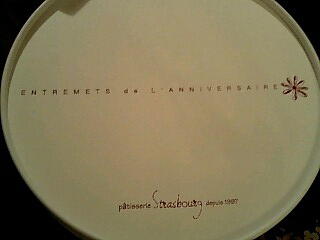 ENTREMETS de L'ANNIVERSAIRE
pâtisserie Strasbourg depuis 1987